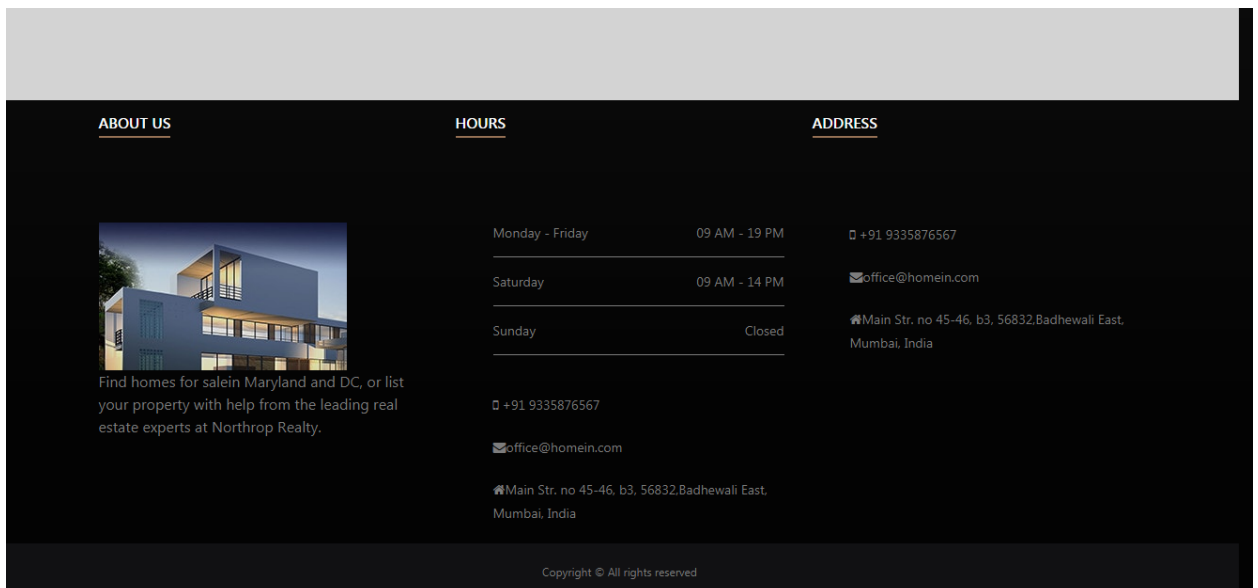 ABOUT US
Find homes for salein Maryland and DC, or list
your property with help from the leading real
estate experts at Northrop Realty.
HOURS
Monday - Friday 09 AM - 19 PM
Saturday 09 AM - 14 PM
Sunday Closed
+91 9335876567
office@homein.com
Main Str. no 45-46, b3, 56832,Badhewali East,
Mumbai, India
ADDRESS
+91 9335876567
office@homein.com
Main Str. no 45-46, b3, 56832,Badhewali East,
Mumbai, India
Copyright © All rights reserved